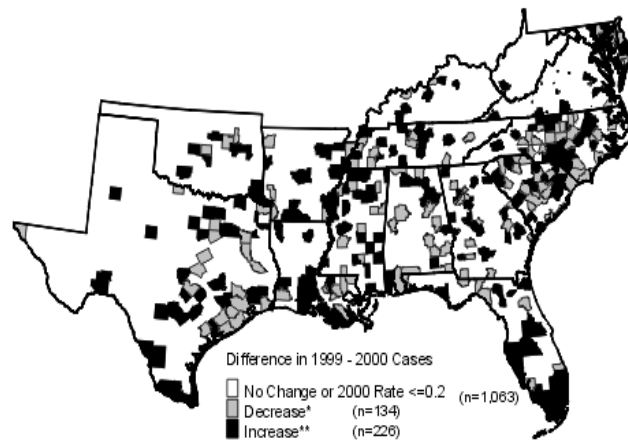 Difference in 1999 - 2000 Cases
No Change or 2000 Rate <=0.2 (n=1,063)
Decrease* (n=134)
Increase** (n=226)